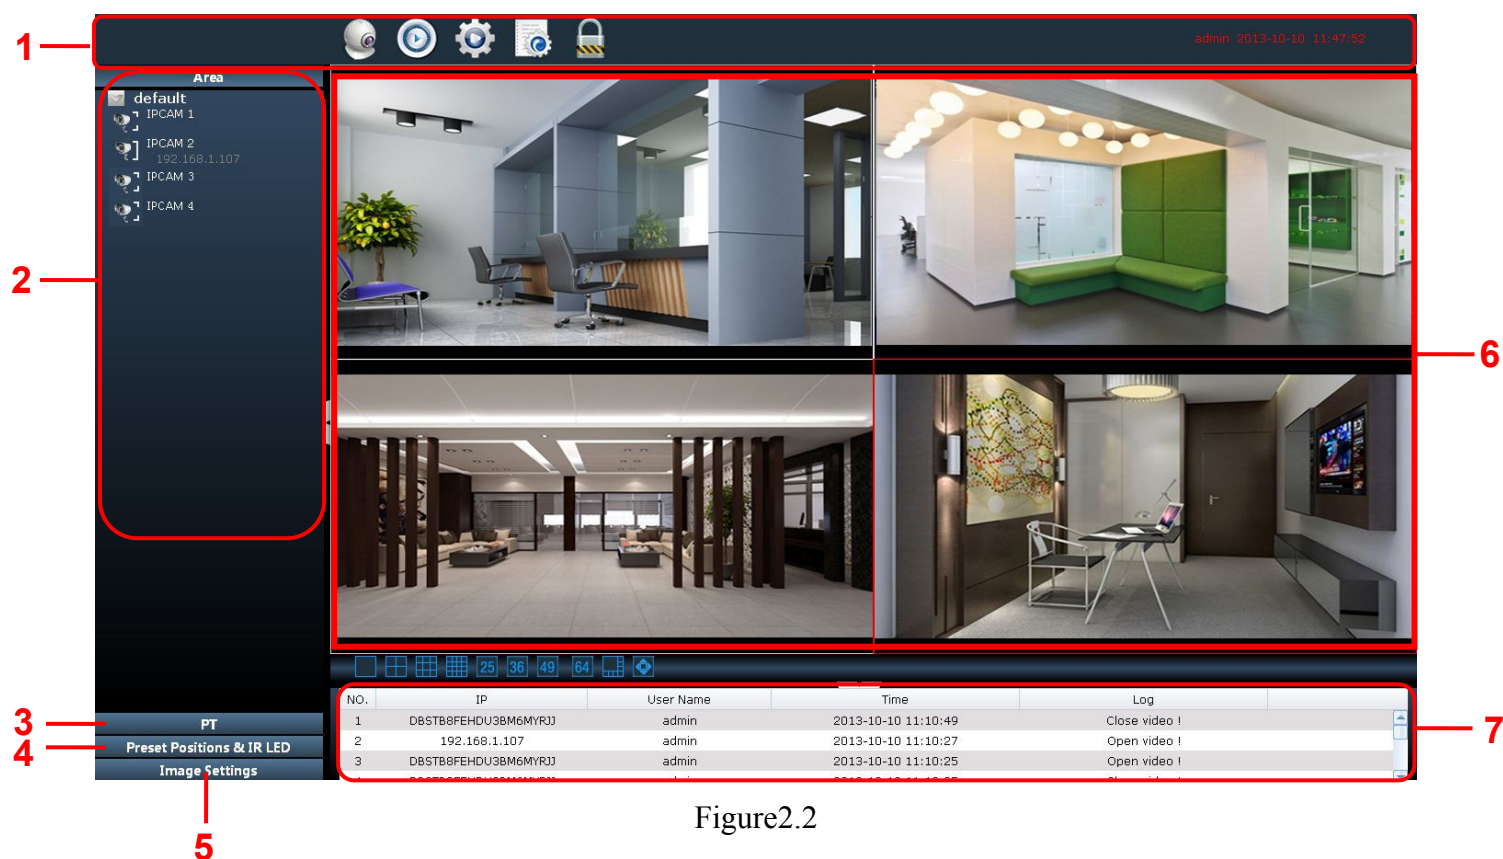 1
admin 2013-10-10 11:47:52
Area
default
IPCAM 1
IPCAM 2
192.168.1.107
IPCAM 3
IPCAM 4
2
6
25 36 49 64
NO. IP User Name Time Log
1 DBSTB8FEHDU3BM6MYRJJ admin 2013-10-10 11:10:49 Close video !
2 192.168.1.107 admin 2013-10-10 11:10:27 Open video !
3 DBSTB8FEHDU3BM6MYRJJ admin 2013-10-10 11:10:25 Open video !
7
3
PT
4
Preset Positions & IR LED
Image Settings
5
Figure2.2